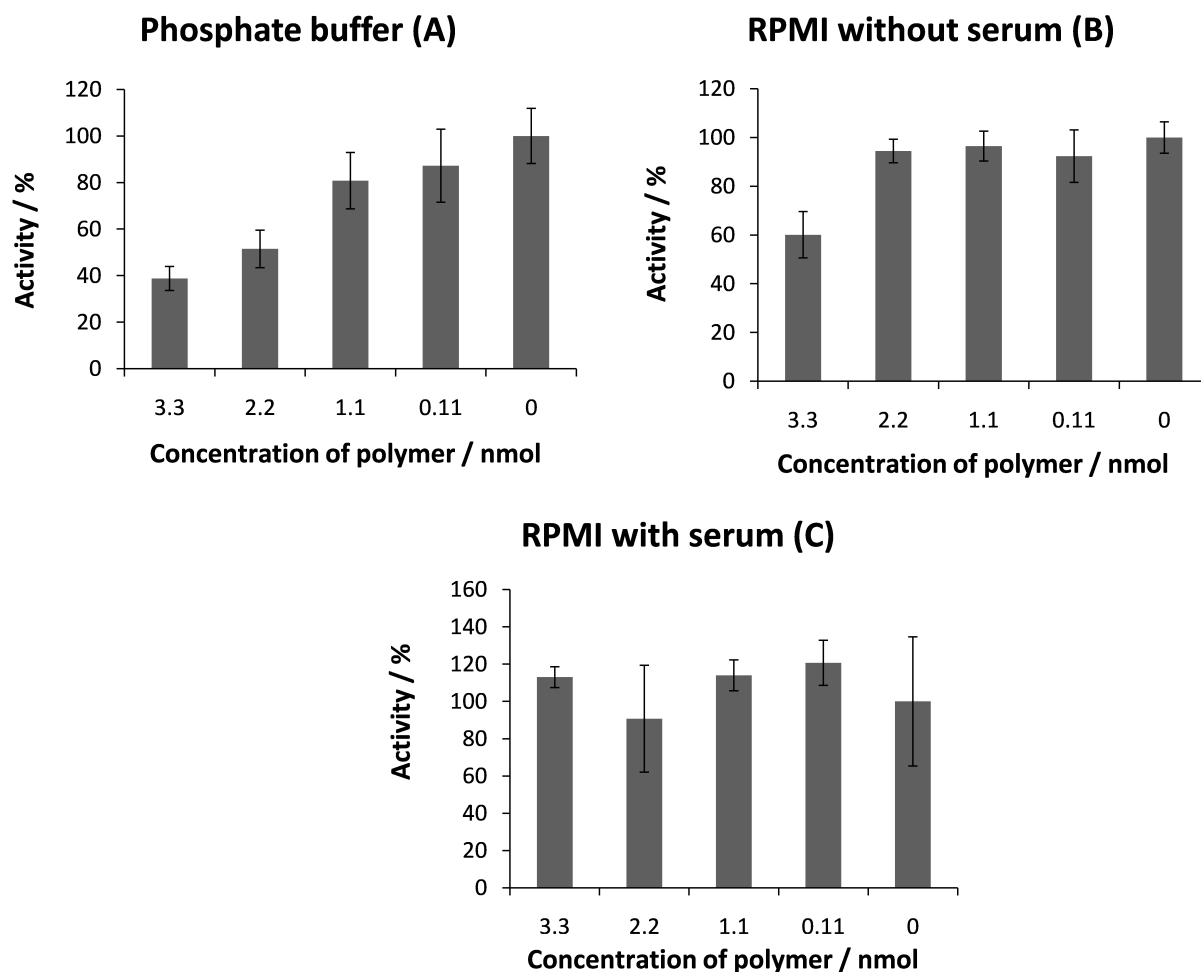 Phosphate buffer (A)
Activity / %
120
100
80
60
40
20
0
3.3 2.2 1.1 0.11 0
Concentration of polymer / nmol
RPMI without serum (B)
Activity / %
120
100
80
60
40
20
0
3.3 2.2 1.1 0.11 0
Concentration of polymer / nmol
RPMI with serum (C)
Activity / %
160
140
120
100
80
60
40
20
0
3.3 2.2 1.1 0.11 0
Concentration of polymer / nmol